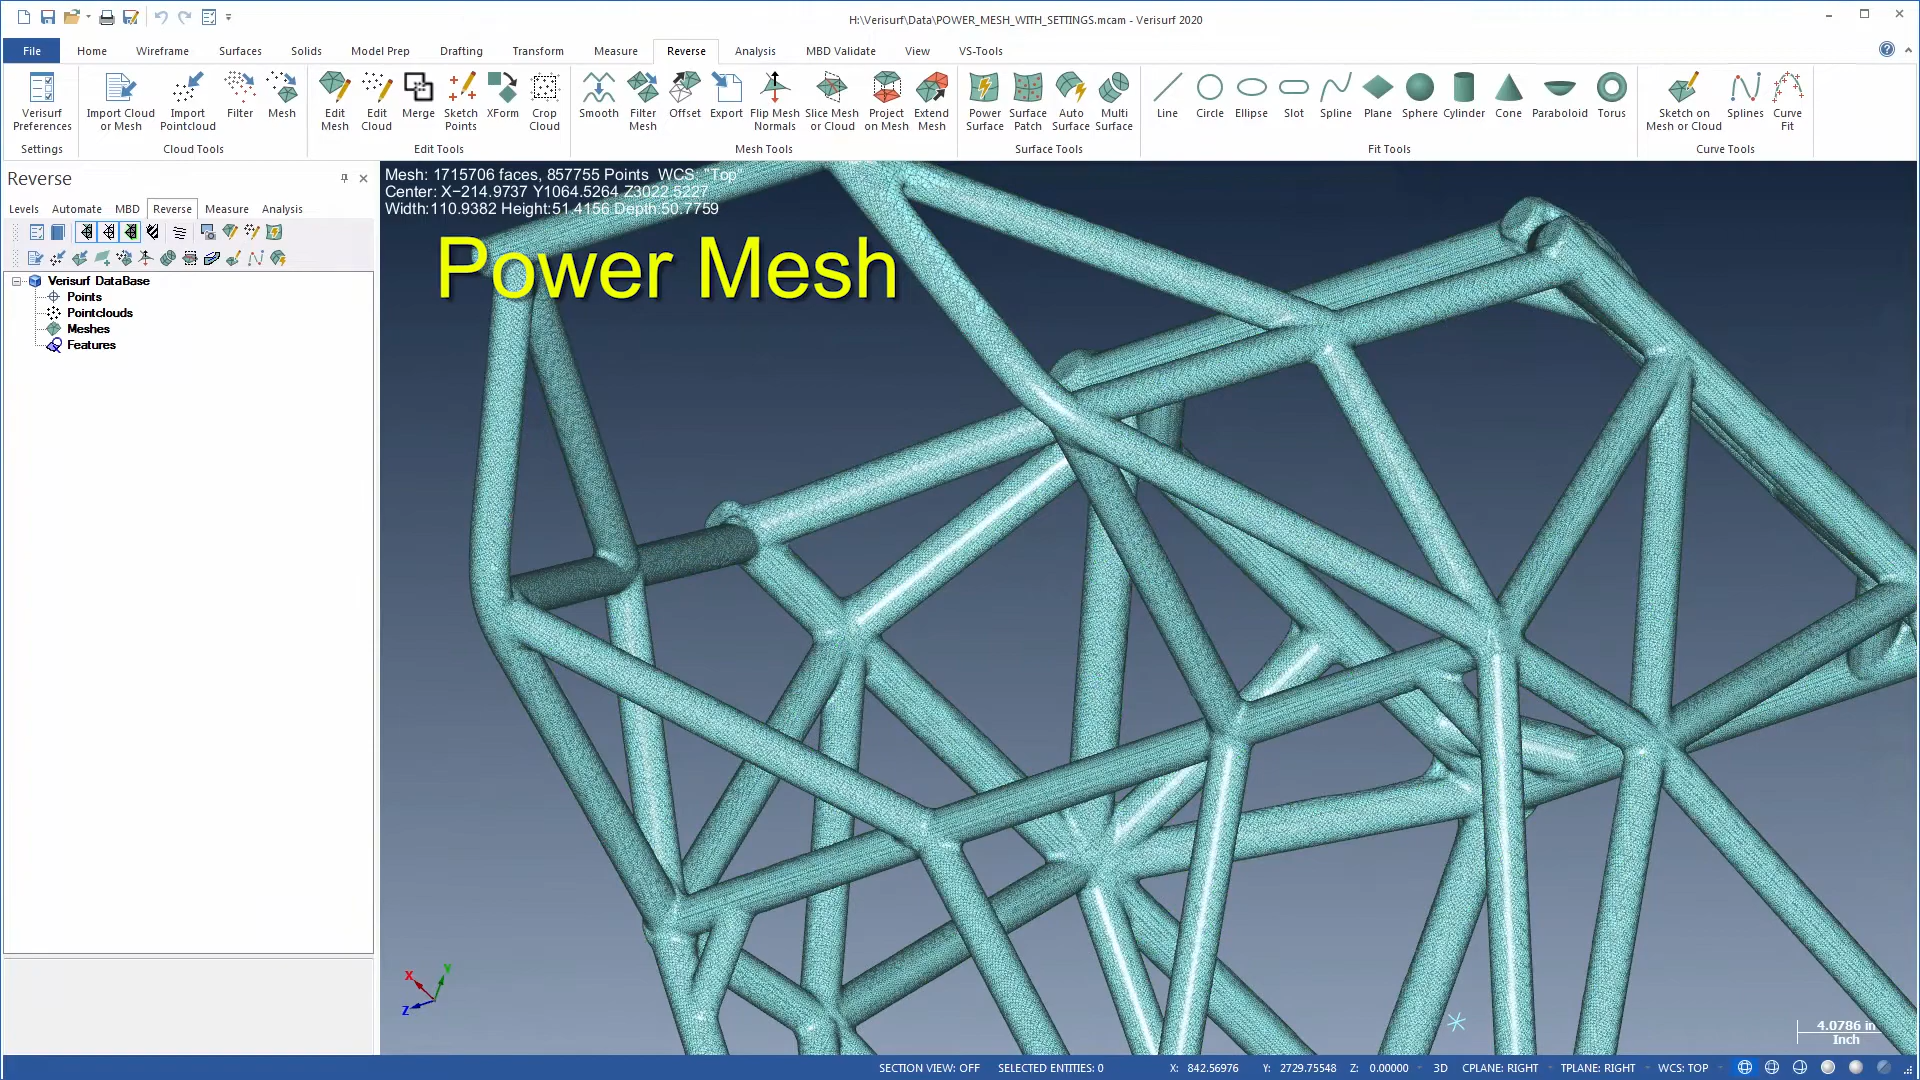 H:\Verisurf\Data\POWER_MESH_WITH_SETTINGS.mcam - Verisurf 2020
File Home Wireframe Surfaces Solids Model Prep Drafting Transform Measure Reverse Analysis MBD Validate View VS-Tools
Verisurf Preferences
Settings
Import Cloud or Mesh
Import Pointcloud
Filter
Mesh
Cloud Tools
Edit Mesh
Edit Cloud
Merge
Sketch Points
XForm
Crop Cloud
Edit Tools
Smooth
Filter Mesh
Offset
Export
Flip Mesh Normals
Slice Mesh or Cloud
Project on Mesh
Extend Mesh
Mesh Tools
Power Surface
Surface Patch
Auto Surface
Multi Surface
Surface Tools
Line
Circle
Ellipse
Slot
Spline
Plane
Sphere
Cylinder
Cone
Paraboloid
Torus
Fit Tools
Sketch on Mesh or Cloud
Splines
Curve Fit
Curve Tools
Reverse
Levels Automate MBD Reverse Measure Analysis
Verisurf DataBase
Points
Pointclouds
Meshes
Features
Mesh: 1715706 faces, 857755 Points WCS: "Top"
Center: X-214.9737 Y1064.5264 Z3022.5227
Width:110.9382 Height:51.4156 Depth:50.7759
Power Mesh
X
Y
Z
4.0786 in
Inch
SECTION VIEW: OFF SELECTED ENTITIES: 0 X: 842.56976 Y: 2729.75548 Z: 0.00000 3D CPLANE: RIGHT TPLANE: RIGHT WCS: TOP